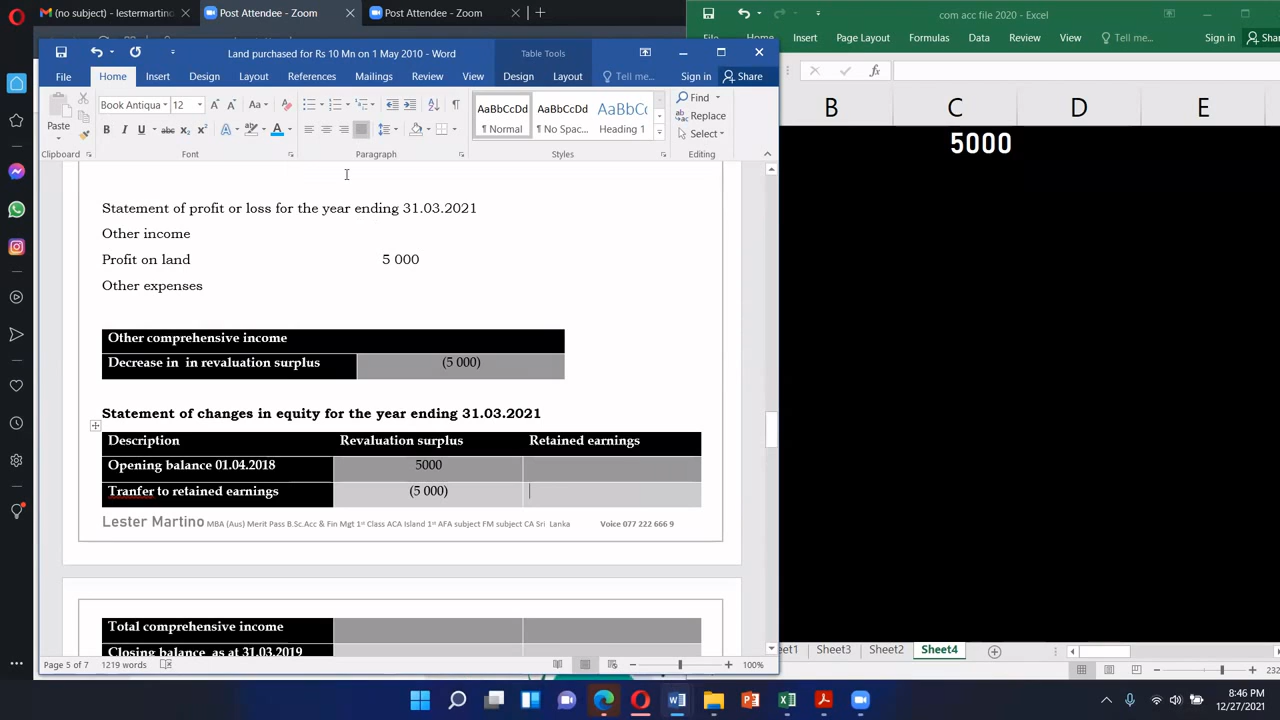 (no subject) - lestermartino
Post Attendee - Zoom
Post Attendee - Zoom
com acc file 2020 - Excel
Land purchased for Rs 10 Mn on 1 May 2010 - Word
Table Tools
File Home Insert Design Layout References Mailings Review View Design Layout Tell me... Sign in Share
Home Insert Page Layout Formulas Data Review View Tell me Sign in Shar
Book Antiqua 12
Paste
Clipboard Font Paragraph Styles Editing
AaBbCcDd AaBbCcDd AaBbCc
¶ Normal ¶ No Spac... Heading 1
Find
Replace
Select
B C D E
5000
Statement of profit or loss for the year ending 31.03.2021
Other income
Profit on land 5 000
Other expenses
Other comprehensive income
Decrease in in revaluation surplus (5 000)
Statement of changes in equity for the year ending 31.03.2021
Description Revaluation surplus Retained earnings
Opening balance 01.04.2018 5000
Tranfer to retained earnings (5 000)
Lester Martino MBA (Aus) Merit Pass B.Sc.Acc & Fin Mgt 1st Class ACA Island 1st AFA subject FM subject CA Sri Lanka Voice 077 222 666 9
Total comprehensive income
Closing balance as at 31.03.2019
Page 5 of 7 1219 words 100%
eet1 Sheet3 Sheet2 Sheet4
232
8:46 PM
12/27/2021